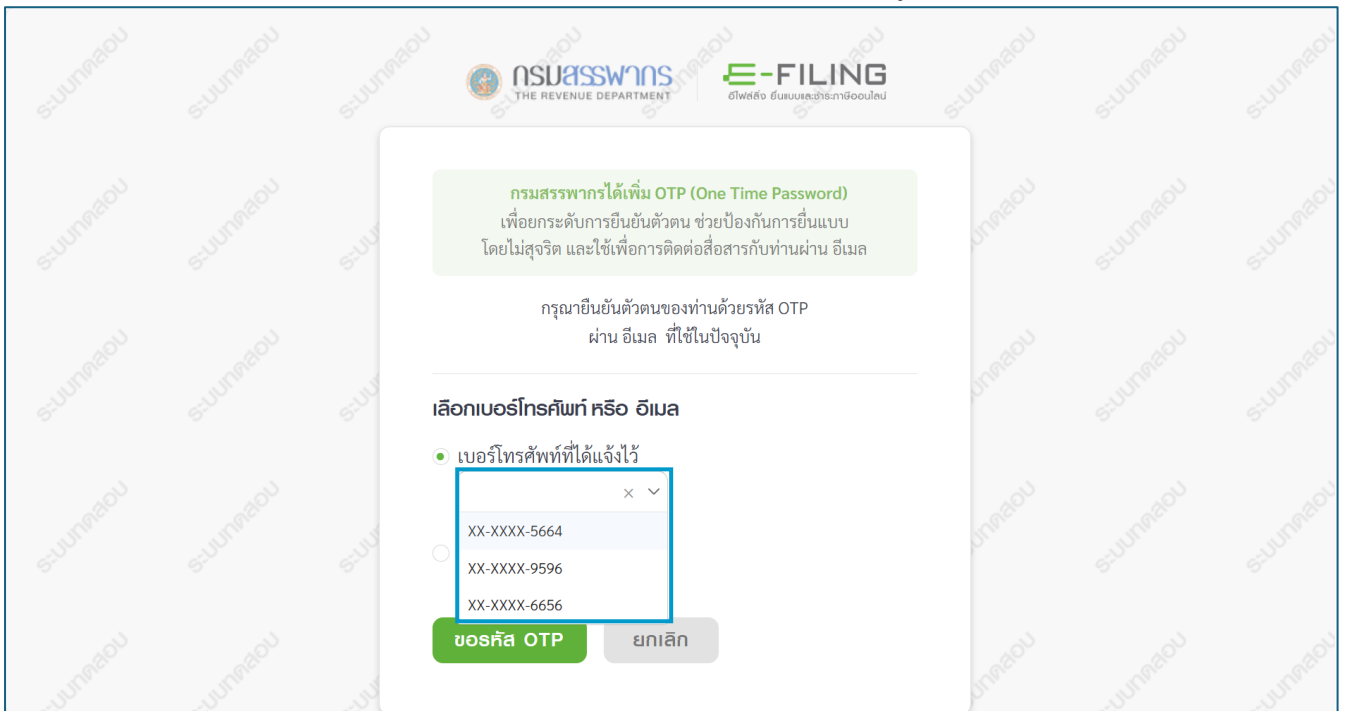 กรมสรรพากร
THE REVENUE DEPARTMENT
E-FILING
อีไฟล์ลิ่ง ยื่นแบบและชำระภาษีออนไลน์
กรมสรรพากรได้เพิ่ม OTP (One Time Password)
เพื่อยกระดับการยืนยันตัวตน ช่วยป้องกันการยื่นแบบ
โดยไม่สุจริต และใช้เพื่อการติดต่อสื่อสารกับท่านผ่าน อีเมล
กรุณายืนยันตัวตนของท่านด้วยรหัส OTP
ผ่าน อีเมล ที่ใช้ในปัจจุบัน
เลือกเบอร์โทรศัพท์ หรือ อีเมล
เบอร์โทรศัพท์ที่ได้แจ้งไว้
XX-XXXX-5664
XX-XXXX-9596
XX-XXXX-6656
ขอรหัส OTP
ยกเลิก
ระบบทดสอบ